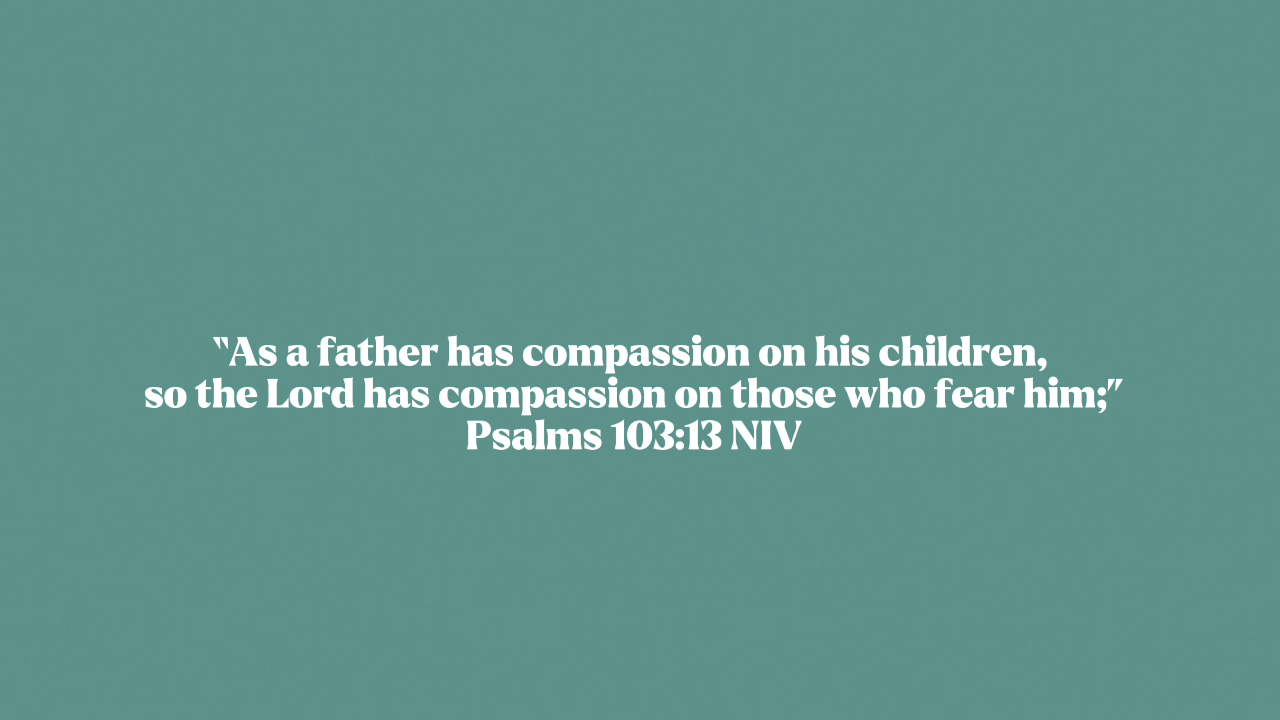 "As a father has compassion on his children,
so the Lord has compassion on those who fear him;"
Psalms 103:13 NIV